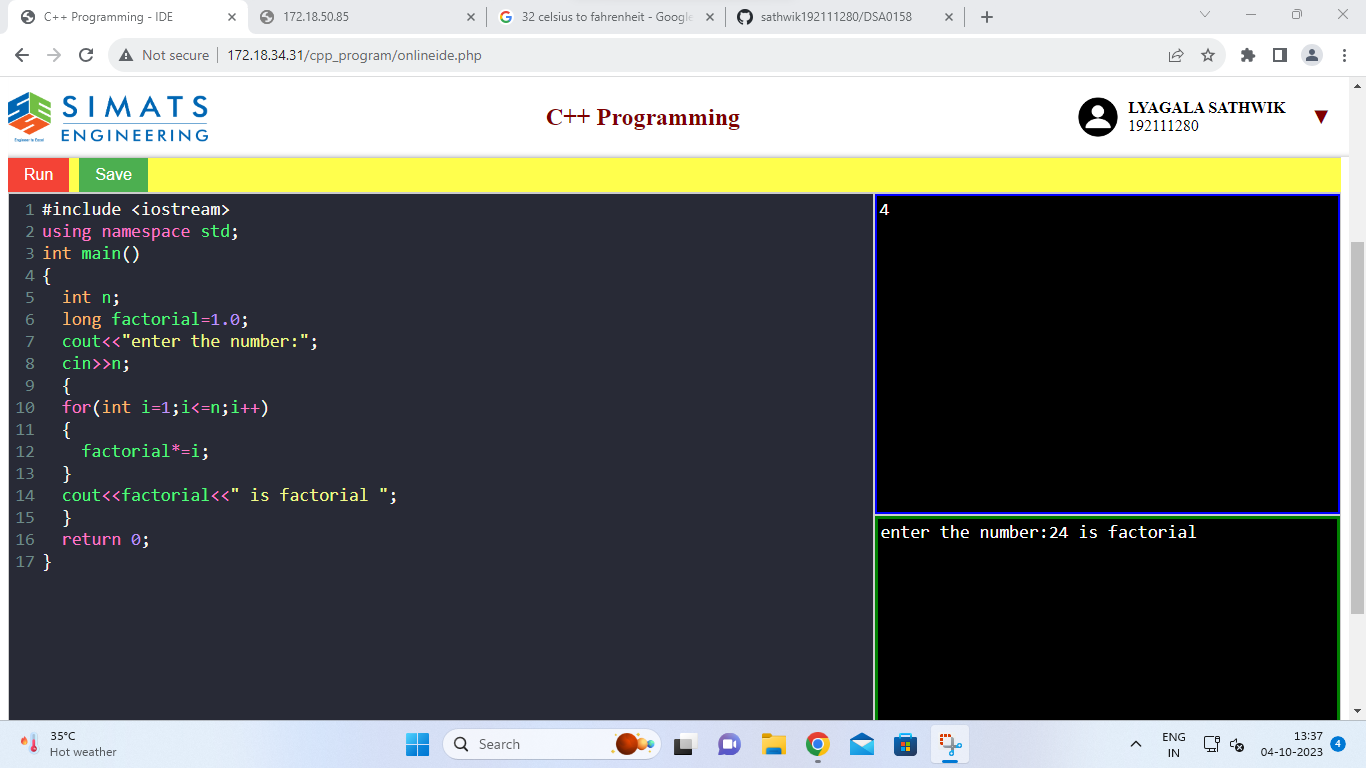 C++ Programming - IDE
172.18.50.85
32 celsius to fahrenheit - Google
sathwik192111280/DSA0158
Not secure
172.18.34.31/cpp_program/onlineide.php
SIMATS
ENGINEERING
Engineer to Excel
C++ Programming
LYAGALA SATHWIK
192111280
Run
Save
1 #include <iostream>
2 using namespace std;
3 int main()
4 {
5 int n;
6 long factorial=1.0;
7 cout<<"enter the number:";
8 cin>>n;
9 {
10 for(int i=1;i<=n;i++)
11 {
12 factorial*=i;
13 }
14 cout<<factorial<<" is factorial ";
15 }
16 return 0;
17 }
4
enter the number:24 is factorial
35°C
Hot weather
Search
ENG
IN
13:37
04-10-2023
4